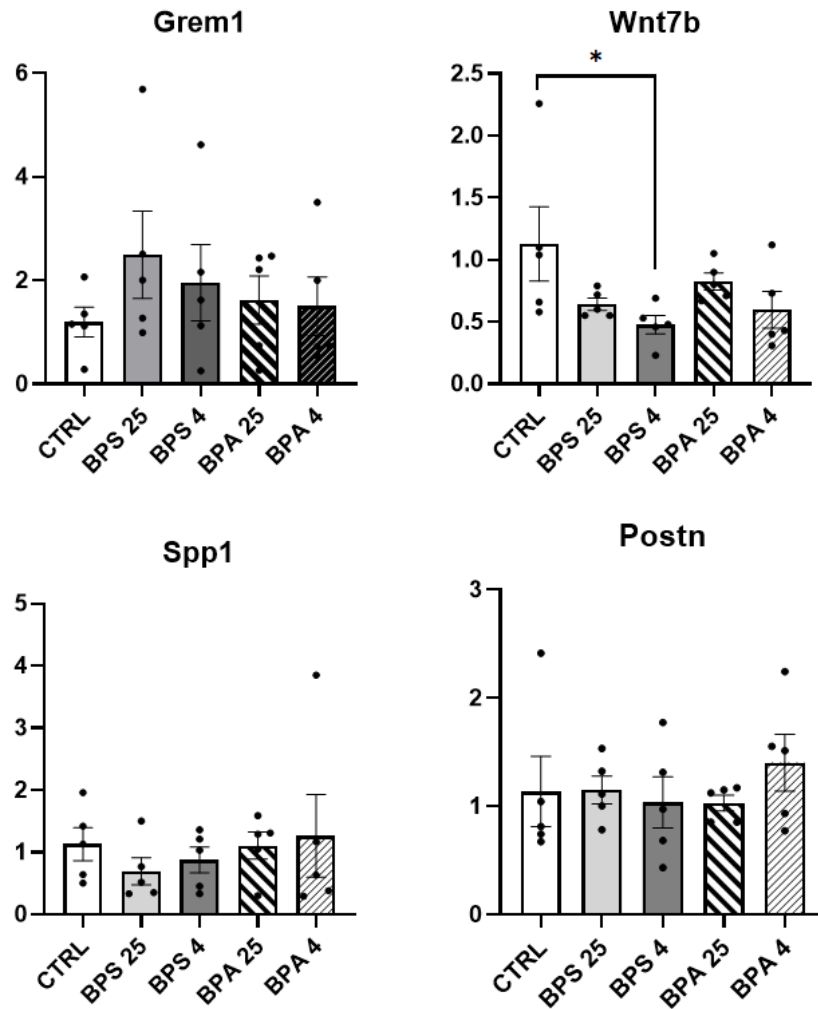 Grem1
6
4
2
0
CTRL
BPS 25
BPS 4
BPA 25
BPA 4
Wnt7b
*
2.5
2.0
1.5
1.0
0.5
0.0
CTRL
BPS 25
BPS 4
BPA 25
BPA 4
Spp1
5
4
3
2
1
0
CTRL
BPS 25
BPS 4
BPA 25
BPA 4
Postn
3
2
1
0
CTRL
BPS 25
BPS 4
BPA 25
BPA 4